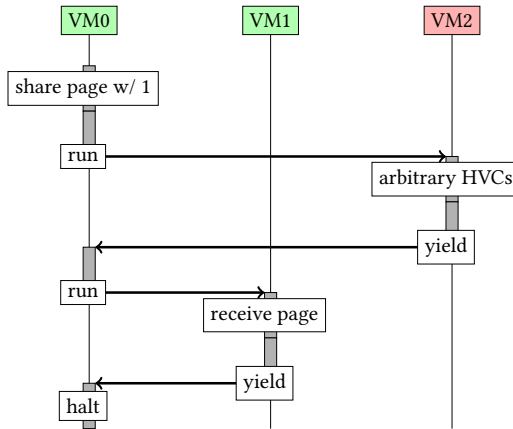 VM0 VM1 VM2
share page w/ 1
run
arbitrary HVCs
yield
run
receive page
yield
halt